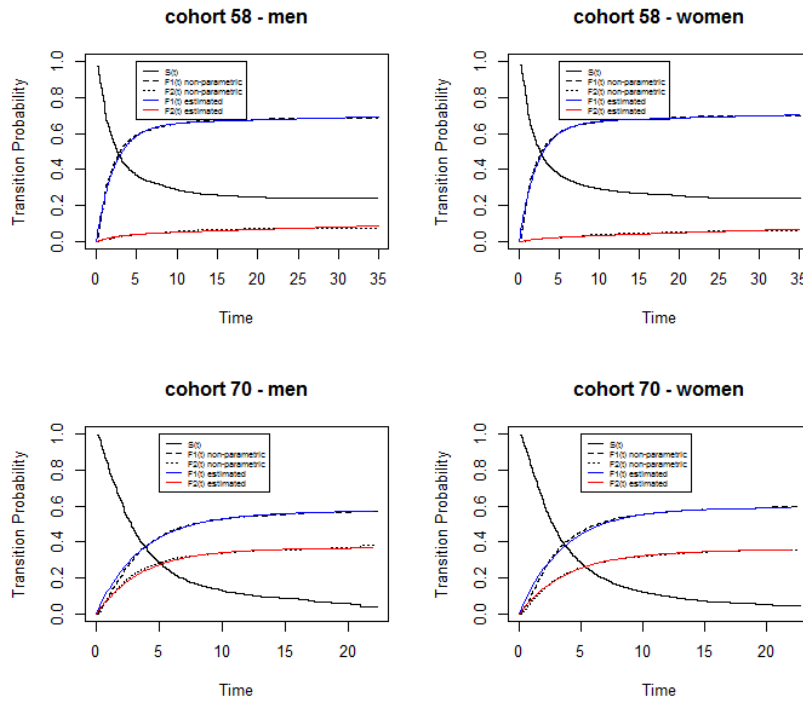 cohort 58 - men
Transition Probability
1.0
0.8
0.6
0.4
0.2
0.0
S(t)
F1(t) non-parametric
F2(t) non-parametric
F1(t) estimated
F2(t) estimated
0 5 10 15 20 25 30 35
Time
cohort 58 - women
Transition Probability
1.0
0.8
0.6
0.4
0.2
0.0
S(t)
F1(t) non-parametric
F2(t) non-parametric
F1(t) estimated
F2(t) estimated
0 5 10 15 20 25 30 35
Time
cohort 70 - men
Transition Probability
1.0
0.8
0.6
0.4
0.2
0.0
S(t)
F1(t) non-parametric
F2(t) non-parametric
F1(t) estimated
F2(t) estimated
0 5 10 15 20
Time
cohort 70 - women
Transition Probability
1.0
0.8
0.6
0.4
0.2
0.0
S(t)
F1(t) non-parametric
F2(t) non-parametric
F1(t) estimated
F2(t) estimated
0 5 10 15 20
Time